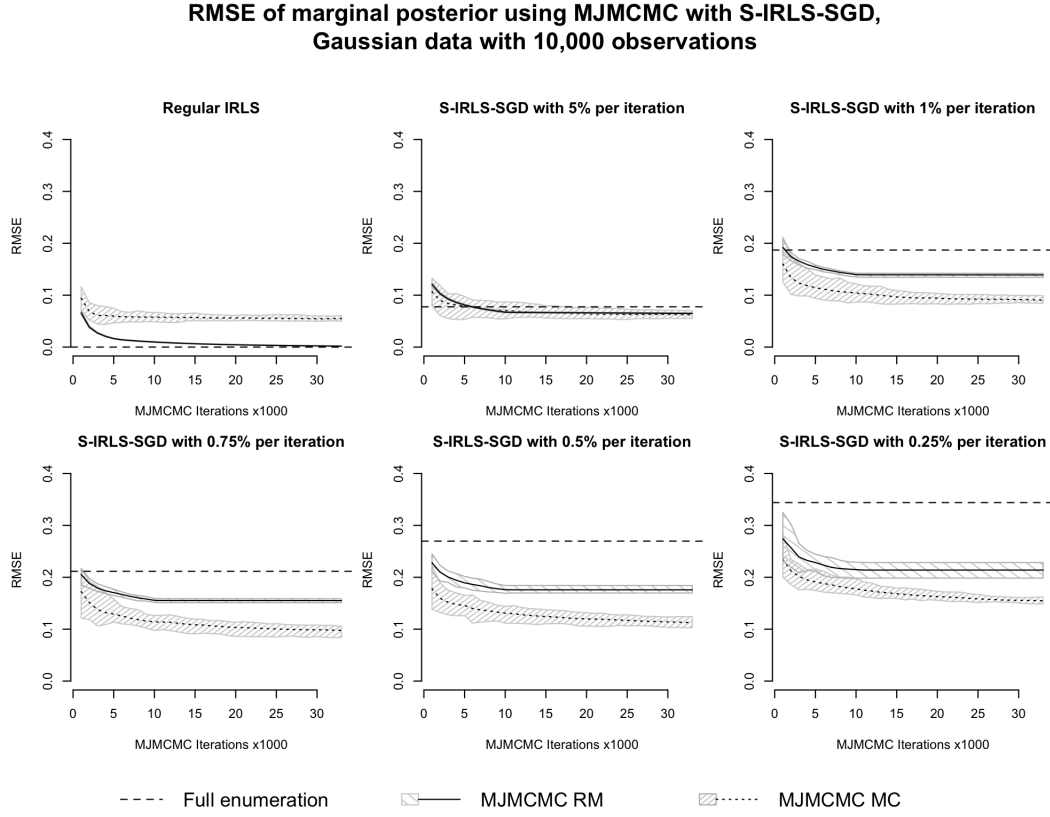 RMSE of marginal posterior using MJMCMC with S-IRLS-SGD,
Gaussian data with 10,000 observations
Regular IRLS
RMSE
0.4
0.3
0.2
0.1
0.0
0 5 10 15 20 25 30
MJMCMC Iterations x1000
S-IRLS-SGD with 5% per iteration
RMSE
0.4
0.3
0.2
0.1
0.0
0 5 10 15 20 25 30
MJMCMC Iterations x1000
S-IRLS-SGD with 1% per iteration
RMSE
0.4
0.3
0.2
0.1
0.0
0 5 10 15 20 25 30
MJMCMC Iterations x1000
S-IRLS-SGD with 0.75% per iteration
RMSE
0.4
0.3
0.2
0.1
0.0
0 5 10 15 20 25 30
MJMCMC Iterations x1000
S-IRLS-SGD with 0.5% per iteration
RMSE
0.4
0.3
0.2
0.1
0.0
0 5 10 15 20 25 30
MJMCMC Iterations x1000
S-IRLS-SGD with 0.25% per iteration
RMSE
0.4
0.3
0.2
0.1
0.0
0 5 10 15 20 25 30
MJMCMC Iterations x1000
Full enumeration MJMCMC RM MJMCMC MC